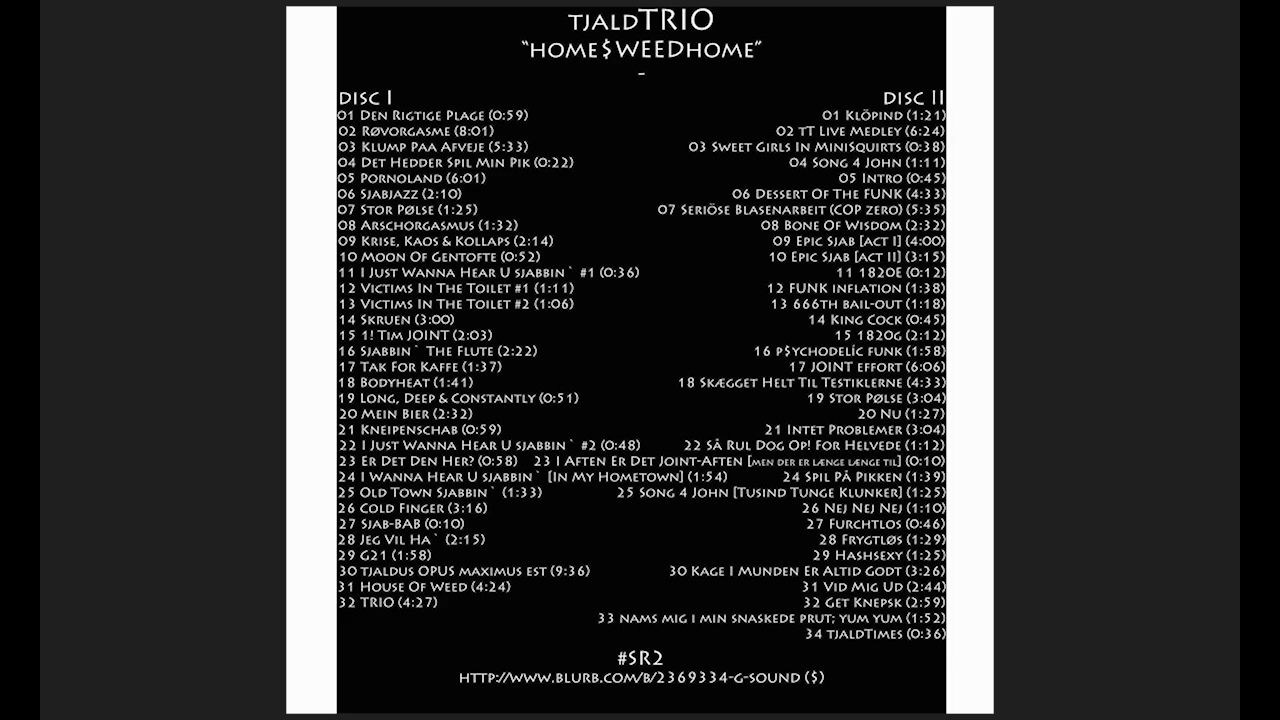 TJALDTRIO
“HOME$WEEDHOME”
-
DISC I
01 DEN RIGTIGE PLAGE (0:59)
02 RØVORGASME (8:01)
03 KLUMP PAA AFVEJE (5:33)
04 DET HEDDER SPIL MIN PIK (0:22)
05 PORNOLAND (6:01)
06 SJABJAZZ (2:10)
07 STOR PØLSE (1:25)
08 ARSCHORGASMUS (1:32)
09 KRISE, KAOS & KOLLAPS (2:14)
10 MOON OF GENTOFTE (0:52)
11 I JUST WANNA HEAR U SJABBIN` #1 (0:36)
12 VICTIMS IN THE TOILET #1 (1:11)
13 VICTIMS IN THE TOILET #2 (1:06)
14 SKRUEN (3:00)
15 1! TIM JOINT (2:03)
16 SJABBIN` THE FLUTE (2:22)
17 TAK FOR KAFFE (1:37)
18 BODYHEAT (1:41)
19 LONG, DEEP & CONSTANTLY (0:51)
20 MEIN BIER (2:32)
21 KNEIPENSCHAB (0:59)
22 I JUST WANNA HEAR U SJABBIN` #2 (0:48)
23 ER DET DEN HER? (0:58)
24 I WANNA HEAR U SJABBIN` [IN MY HOMETOWN] (1:54)
25 OLD TOWN SJABBIN` (1:33)
26 COLD FINGER (3:16)
27 SJAB-BAB (0:10)
28 JEG VIL HA` (2:15)
29 G21 (1:58)
30 TJALDUS OPUS MAXIMUS EST (9:36)
31 HOUSE OF WEED (4:24)
32 TRIO (4:27)
DISC II
01 KLÖPIND (1:21)
02 TT LIVE MEDLEY (6:24)
03 SWEET GIRLS IN MINISQUIRTS (0:38)
04 SONG 4 JOHN (1:11)
05 INTRO (0:45)
06 DESSERT OF THE FUNK (4:33)
07 SERIÖSE BLASENARBEIT (COP ZERO) (5:35)
08 BONE OF WISDOM (2:32)
09 EPIC SJAB [ACT I] (4:00)
10 EPIC SJAB [ACT II] (3:15)
11 1820E (0:12)
12 FUNK INFLATION (1:38)
13 666TH BAIL-OUT (1:18)
14 KING COCK (0:45)
15 1820G (2:12)
16 P$YCHODELÍC FUNK (1:58)
17 JOINT EFFORT (6:06)
18 SKÆGGET HELT TIL TESTIKLERNE (4:33)
19 STOR PØLSE (3:04)
20 NU (1:27)
21 INTET PROBLEMER (3:04)
22 SÅ RUL DOG OP! FOR HELVEDE (1:12)
23 I AFTEN ER DET JOINT-AFTEN [MEN DER ER LÆNGE LÆNGE TIL] (0:10)
24 SPIL PÅ PIKKEN (1:39)
25 SONG 4 JOHN [TUSIND TUNGE KLUNKER] (1:25)
26 NEJ NEJ NEJ (1:10)
27 FURCHTLOS (0:46)
28 FRYGTLØS (1:29)
29 HASHSEXY (1:25)
30 KAGE I MUNDEN ER ALTID GODT (3:26)
31 VID MIG UD (2:44)
32 GET KNEPSK (2:59)
33 NAMS MIG I MIN SNASKEDE PRUT; YUM YUM (1:52)
34 TJALDTIMES (0:36)
#SR2
HTTP://WWW.BLURB.COM/B/2369334-G-SOUND ($)